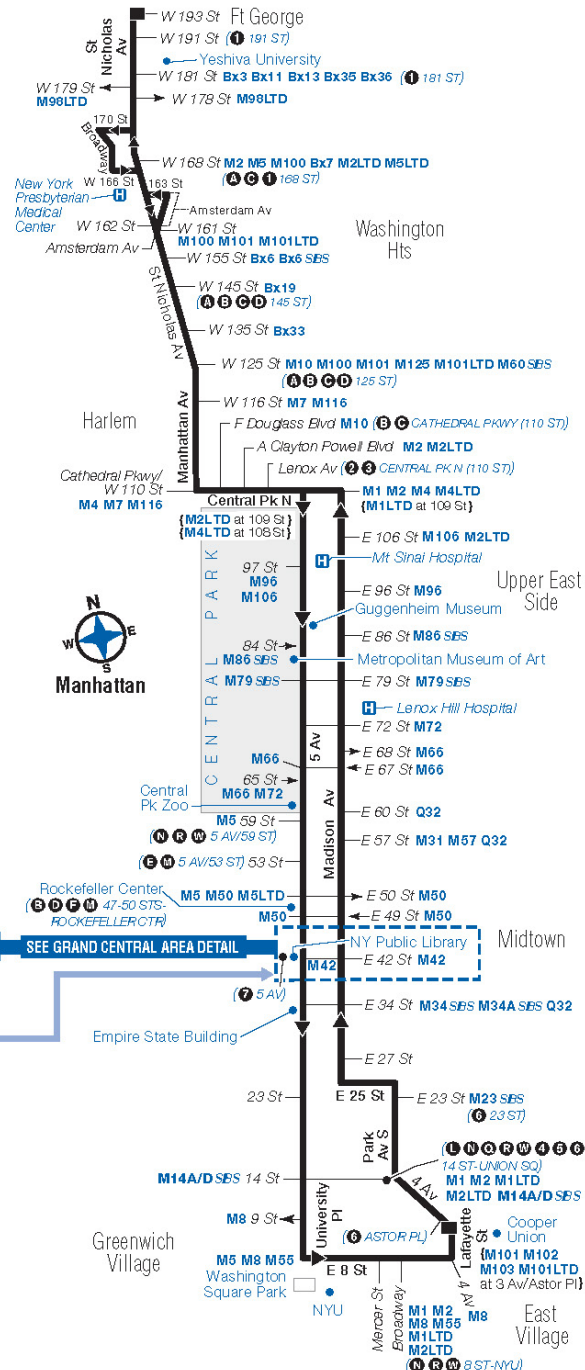 W 193 St Ft George
St Nicholas Av
W 191 St (1 191 ST)
Yeshiva University
W 181 St Bx3 Bx11 Bx13 Bx35 Bx36 (1 181 ST)
W 179 St
M98LTD
W 178 St M98LTD
170 St
Broadway
W 168 St M2 M5 M100 Bx7 M2LTD M5LTD
(A C 1 168 ST)
W 166 St
163 St
New York
Presbyterian
Medical
Center
H
Amsterdam Av
W 162 St
W 161 St
M100 M101 M101LTD
Amsterdam Av
Washington
Hts
W 155 St Bx6 Bx6 SBS
St Nicholas Av
W 145 St Bx19
(A B C D 145 ST)
W 135 St Bx33
W 125 St M10 M100 M101 M125 M101LTD M60 SBS
(A B C D 125 ST)
W 116 St M7 M116
Harlem
Manhattan Av
F Douglass Blvd M10 (B C CATHEDRAL PKWY (110 ST))
A Clayton Powell Blvd M2 M2LTD
Lenox Av (2 3 CENTRAL PK N (110 ST))
Cathedral Pkwy/
W 110 St
M4 M7 M116
Central Pk N
M1 M2 M4 M4LTD
{M1LTD at 109 St}
{M2LTD at 109 St}
{M4LTD at 108 St}
E 106 St M106 M2LTD
H Mt Sinai Hospital
CENTRAL PARK
97 St
M96
M106
E 96 St M96
Upper East
Side
Guggenheim Museum
N
W E
S
Manhattan
E 86 St M86 SBS
84 St
M86 SBS
Metropolitan Museum of Art
M79 SBS
E 79 St M79 SBS
H Lenox Hill Hospital
5 Av
E 72 St M72
M66
E 68 St M66
E 67 St M66
65 St
M66 M72
Madison Av
Central
Pk Zoo
E 60 St Q32
M5 59 St
(N R W 5 AV/59 ST)
E 57 St M31 M57 Q32
(E M 5 AV/53 ST) 53 St
Rockefeller Center
(B D F M 47-50 STS-
ROCKEFELLER CTR)
M5 M50 M5LTD
E 50 St M50
M50
E 49 St M50
Midtown
SEE GRAND CENTRAL AREA DETAIL
NY Public Library
M42
E 42 St M42
(7 5 AV)
E 34 St M34 SBS M34A SBS Q32
Empire State Building
E 27 St
23 St
E 25 St
E 23 St M23 SBS
(6 23 ST)
Park Av S
(L N Q R W 4 5 6
14 ST-UNION SQ)
M1 M2 M1LTD
M2LTD M14A/D SBS
M14A/D SBS 14 St
4 Av
M8 9 St
University Pl
(6 ASTOR PL)
Lafayette St
Cooper
Union
{M101 M102
M103 M101LTD
at 3 Av/Astor Pl}
Greenwich
Village
M5 M8 M55
E 8 St
Washington
Square Park
NYU
Mercer St
Broadway
M1 M2
M8 M55
M1LTD
M2LTD
(N R W 8 ST-NYU)
4 Av
M8
East
Village